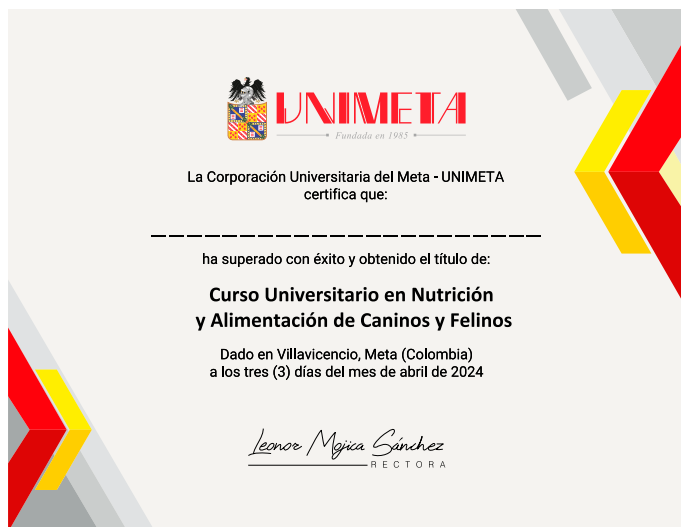 UNIMETA
Fundada en 1985
La Corporación Universitaria del Meta - UNIMETA
certifica que:
ha superado con éxito y obtenido el título de:
Curso Universitario en Nutrición
y Alimentación de Caninos y Felinos
Dado en Villavicencio, Meta (Colombia)
a los tres (3) días del mes de abril de 2024
Leonor Mojica Sánchez
RECTORA